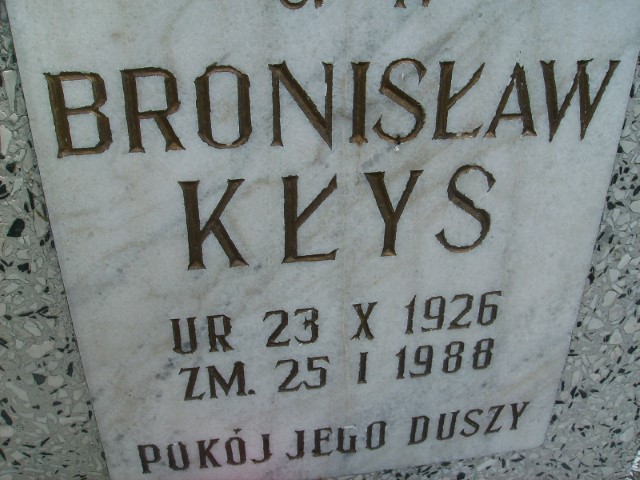 BRONISŁAW
KŁYS
UR 23 X 1926
ZM. 25 I 1988
POKÓJ JEGO DUSZY